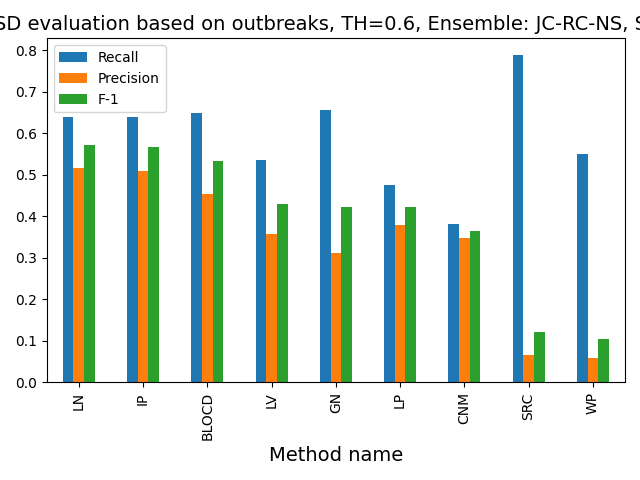 SD evaluation based on outbreaks, TH=0.6, Ensemble: JC-RC-NS,
Recall
Precision
F-1
0.8
0.7
0.6
0.5
0.4
0.3
0.2
0.1
0.0
LN
IP
BLOCD
LV
GN
LP
CNM
SRC
WP
Method name